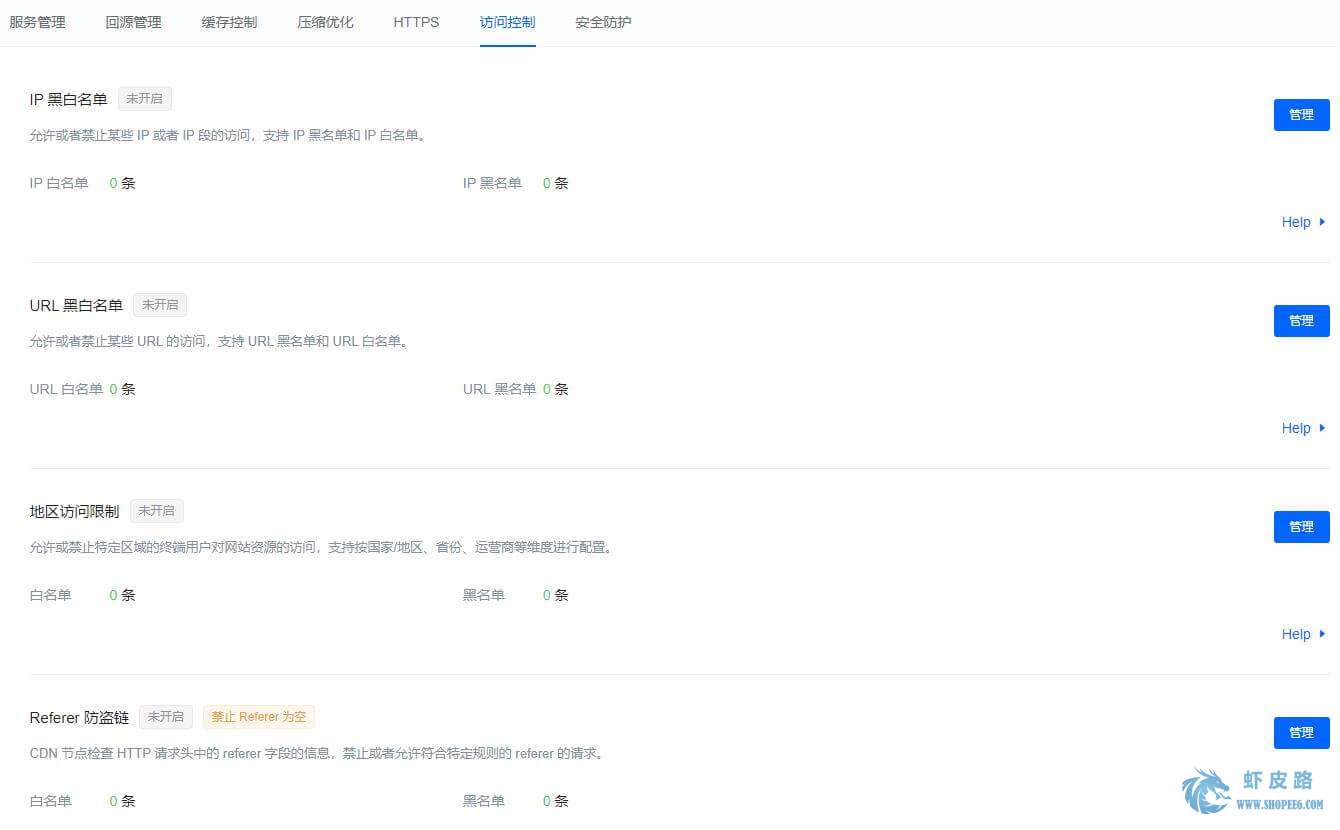 服务管理 回源管理 缓存控制 压缩优化 HTTPS 访问控制 安全防护
IP 黑白名单 未开启
管理
允许或者禁止某些 IP 或者 IP 段的访问，支持 IP 黑名单和 IP 白名单。
IP 白名单 0 条 IP 黑名单 0 条
Help
URL 黑白名单 未开启
管理
允许或者禁止某些 URL 的访问，支持 URL 黑名单和 URL 白名单。
URL 白名单 0 条 URL 黑名单 0 条
Help
地区访问限制 未开启
管理
允许或禁止特定区域的终端用户对网站资源的访问，支持按国家/地区、省份、运营商等维度进行配置。
白名单 0 条 黑名单 0 条
Help
Referer 防盗链 未开启 禁止 Referer 为空
管理
CDN 节点检查 HTTP 请求头中的 referer 字段的信息，禁止或者允许符合特定规则的 referer 的请求。
白名单 0 条 黑名单 0 条
虾皮路
WWW.SHOPEE6.COM